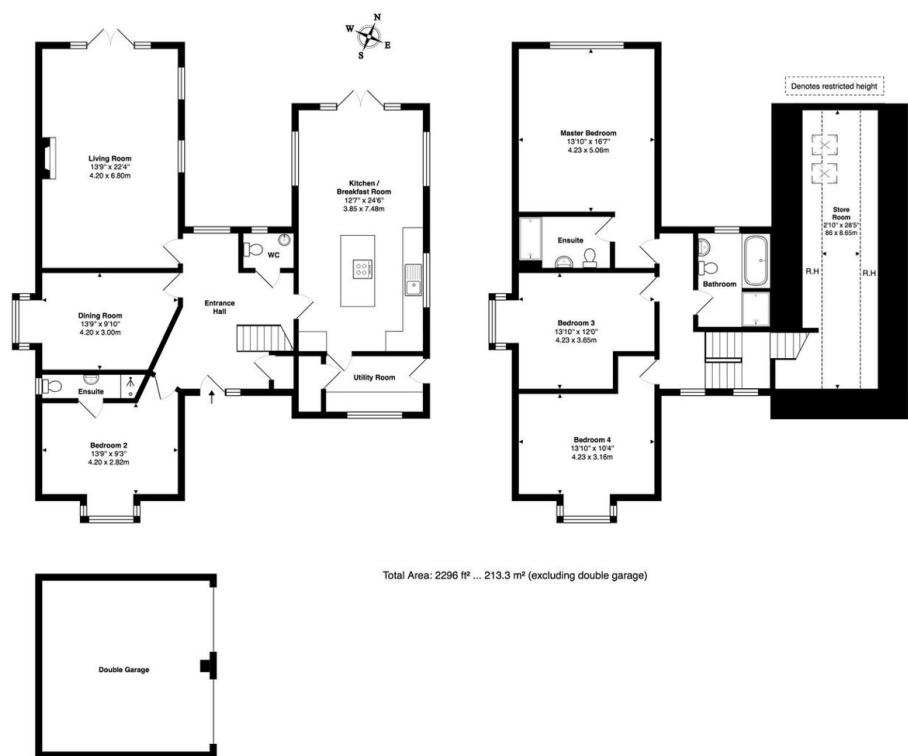 N
W
E
S
Living Room
13'9" x 22'4"
4.20 x 6.80m
Kitchen /
Breakfast Room
12'7" x 24'6"
3.85 x 7.48m
WC
Entrance
Hall
Dining Room
13'9" x 9'10"
4.20 x 3.00m
Utility Room
Ensuite
Bedroom 2
13'9" x 9'3"
4.20 x 2.82m
Denotes restricted height
Master Bedroom
13'10" x 16'7"
4.23 x 5.06m
Ensuite
Bathroom
Store
Room
2'10" x 28'5"
86 x 8.65m
R.H
R.H
Bedroom 3
13'10" x 12'0"
4.23 x 3.65m
Bedroom 4
13'10" x 10'4"
4.23 x 3.16m
Total Area: 2296 ft² ... 213.3 m² (excluding double garage)
Double Garage